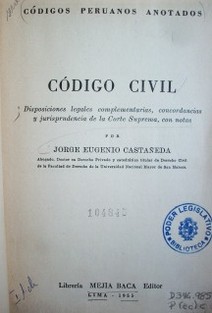 CÓDIGOS PERUANOS ANOTADOS
CÓDIGO CIVIL
Disposiciones legales complementarias, concordancias
y jurisprudencia de la Corte Suprema, con notas
POR
JORGE EUGENIO CASTAÑEDA
Abogado, Doctor en Derecho Privado y catedrático titular de Derecho Civil
de la Facultad de Derecho de la Universidad Nacional Mayor de San Marcos.
PODER LEGISLATIVO
BIBLIOTECA
Librería MEJIA BACA Editor
LIMA
D346.985